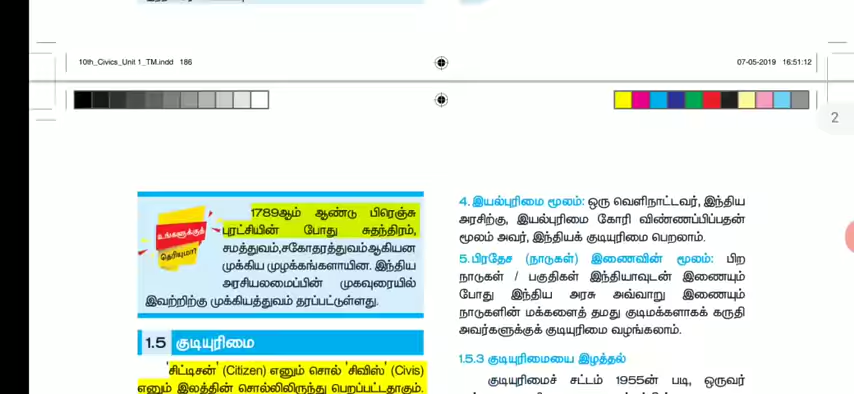 10th_Civics_Unit 1_TM.indd 186
07-05-2019 16:51:12
2
உங்களுக்குத்
தெரியுமா?
1789ஆம் ஆண்டு பிரெஞ்சு
புரட்சியின் போது சுதந்திரம்,
சமத்துவம்,சகோதரத்துவம்ஆகியன
முக்கிய முழக்கங்களாயின. இந்திய
அரசியலமைப்பின் முகவுரையில்
இவற்றிற்கு முக்கியத்துவம் தரப்பட்டுள்ளது.
1.5 குடியுரிமை
'சிட்டிசன்' (Citizen) எனும் சொல் 'சிவிஸ்' (Civis)
எனும் இலத்தின் சொல்லிலிருந்து பெறப்பட்டதாகும்.
4. இயல்புரிமை மூலம்: ஒரு வெளிநாட்டவர், இந்திய
அரசிற்கு, இயல்புரிமை கோரி விண்ணப்பிப்பதன்
மூலம் அவர், இந்தியக் குடியுரிமை பெறலாம்.
5. பிரதேச (நாடுகள்) இணைவின் மூலம்: பிற
நாடுகள் / பகுதிகள் இந்தியாவுடன் இணையும்
போது இந்திய அரசு அவ்வாறு இணையும்
நாடுகளின் மக்களைத் தமது குடிமக்களாகக் கருதி
அவர்களுக்குக் குடியுரிமை வழங்கலாம்.
1.5.3 குடியுரிமையை இழத்தல்
குடியுரிமைச் சட்டம் 1955ன் படி, ஒருவர்